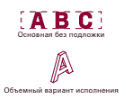 ABC
Основная без подложки
A
Объемный вариант исполнения